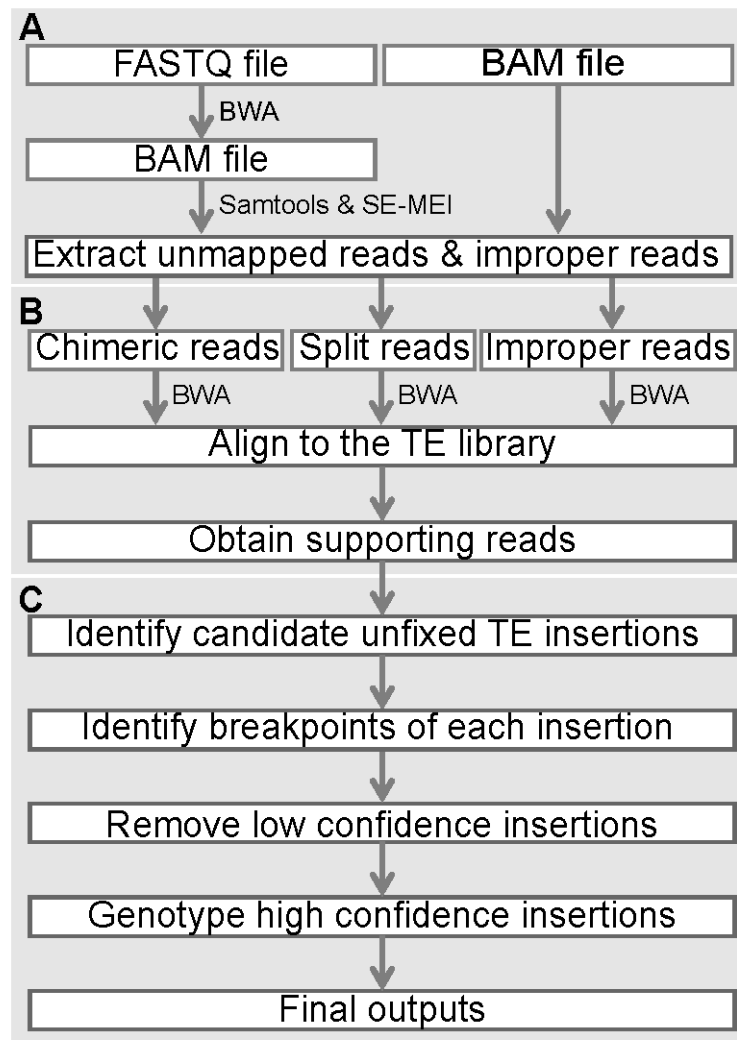 A
FASTQ file
BAM file
BWA
BAM file
Samtools & SE-MEI
Extract unmapped reads & improper reads
B
Chimeric reads
Split reads
Improper reads
BWA
BWA
BWA
Align to the TE library
Obtain supporting reads
C
Identify candidate unfixed TE insertions
Identify breakpoints of each insertion
Remove low confidence insertions
Genotype high confidence insertions
Final outputs